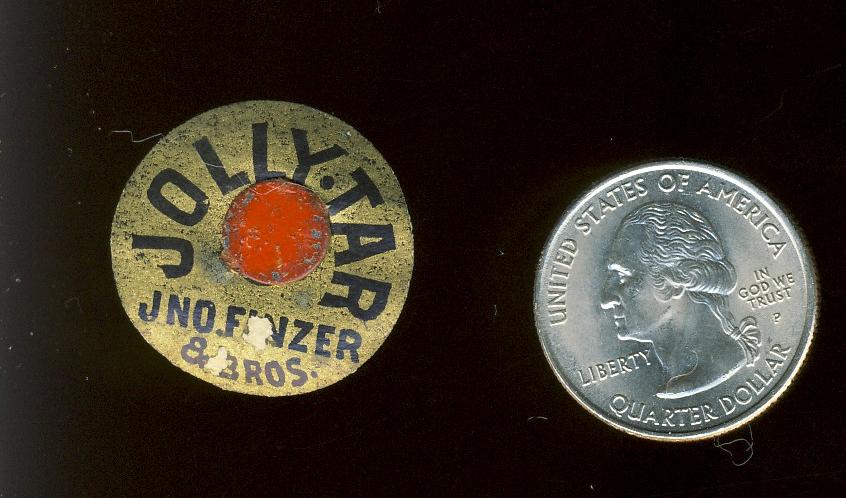 JOLLY·TAR
JNO. FINZER
& BROS.
UNITED STATES OF AMERICA
IN
GOD WE
TRUST
P
LIBERTY
QUARTER DOLLAR